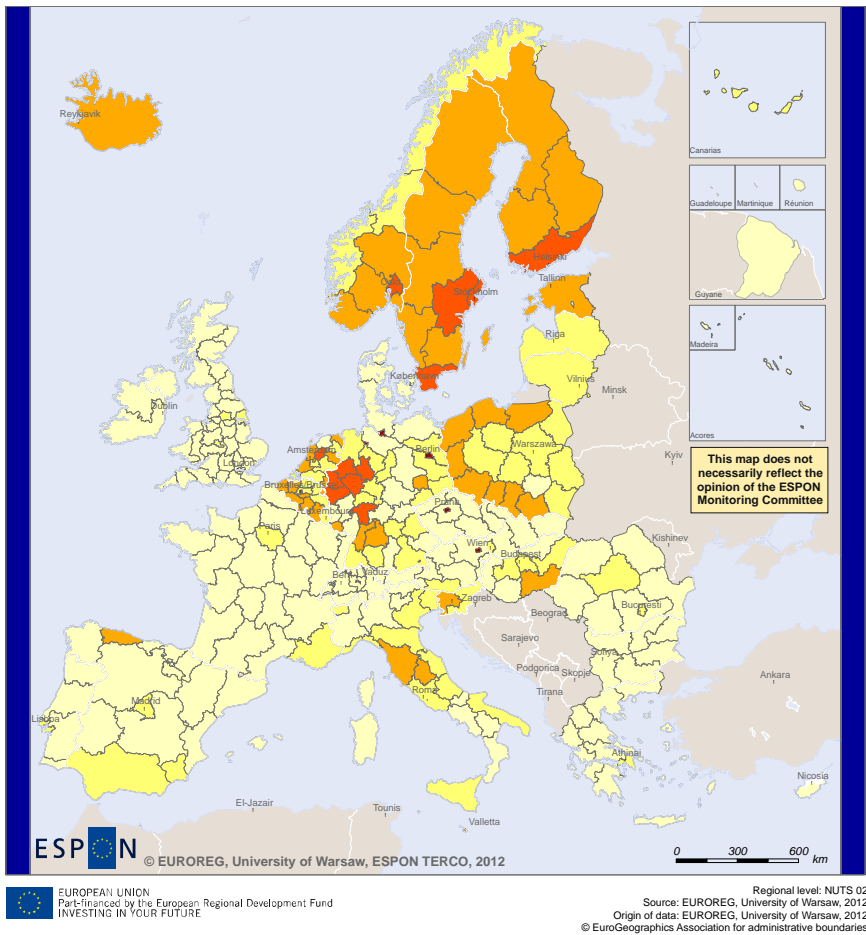 Reykjavik
Canarias
Guadeloupe
Martinique
Réunion
Guyane
Madeira
Acores
This map does not
necessarily reflect the
opinion of the ESPON
Monitoring Committee
Helsinki
Oslo
Tallinn
Stockholm
Riga
København
Vilnius
Minsk
Dublin
London
Amsterdam
Berlin
Warszawa
Kyiv
Bruxelles/Brussel
Luxembourg
Praha
Paris
Kishinev
Wien
Budapest
Bern
Vaduz
Zagreb
Beograd
Bucuresti
Sarajevo
Sofiya
Podgorica
Skopje
Ankara
Tirana
Roma
Madrid
Lisboa
Athinai
Nicosia
El-Jazair
Tounis
Valletta
0 300 600
km
ESPON
© EUROREG, University of Warsaw, ESPON TERCO, 2012
EUROPEAN UNION
Part-financed by the European Regional Development Fund
INVESTING IN YOUR FUTURE
Regional level: NUTS 02
Source: EUROREG, University of Warsaw, 2012
Origin of data: EUROREG, University of Warsaw, 2012
© EuroGeographics Association for administrative boundaries